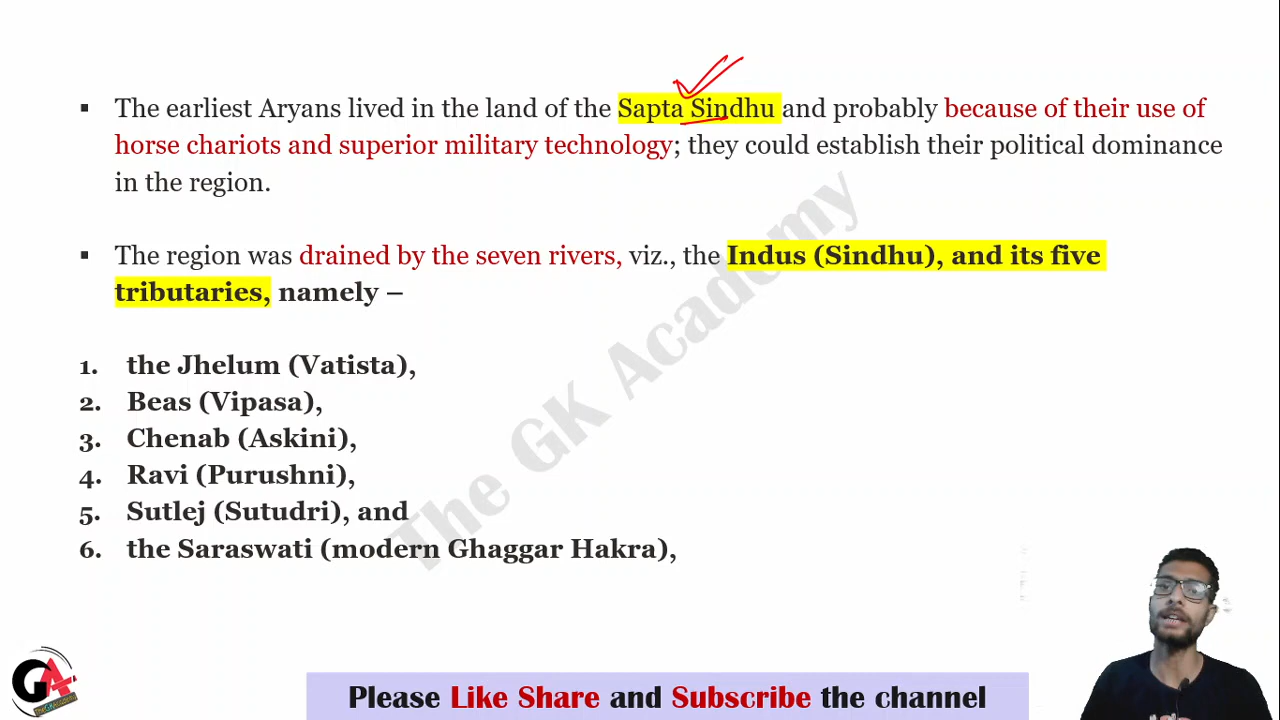 ▪ The earliest Aryans lived in the land of the Sapta Sindhu and probably because of their use of
horse chariots and superior military technology; they could establish their political dominance
in the region.
▪ The region was drained by the seven rivers, viz., the Indus (Sindhu), and its five
tributaries, namely –
1. the Jhelum (Vatista),
2. Beas (Vipasa),
3. Chenab (Askini),
4. Ravi (Purushni),
5. Sutlej (Sutudri), and
6. the Saraswati (modern Ghaggar Hakra),
The GK Academy
GA
Please Like Share and Subscribe the channel